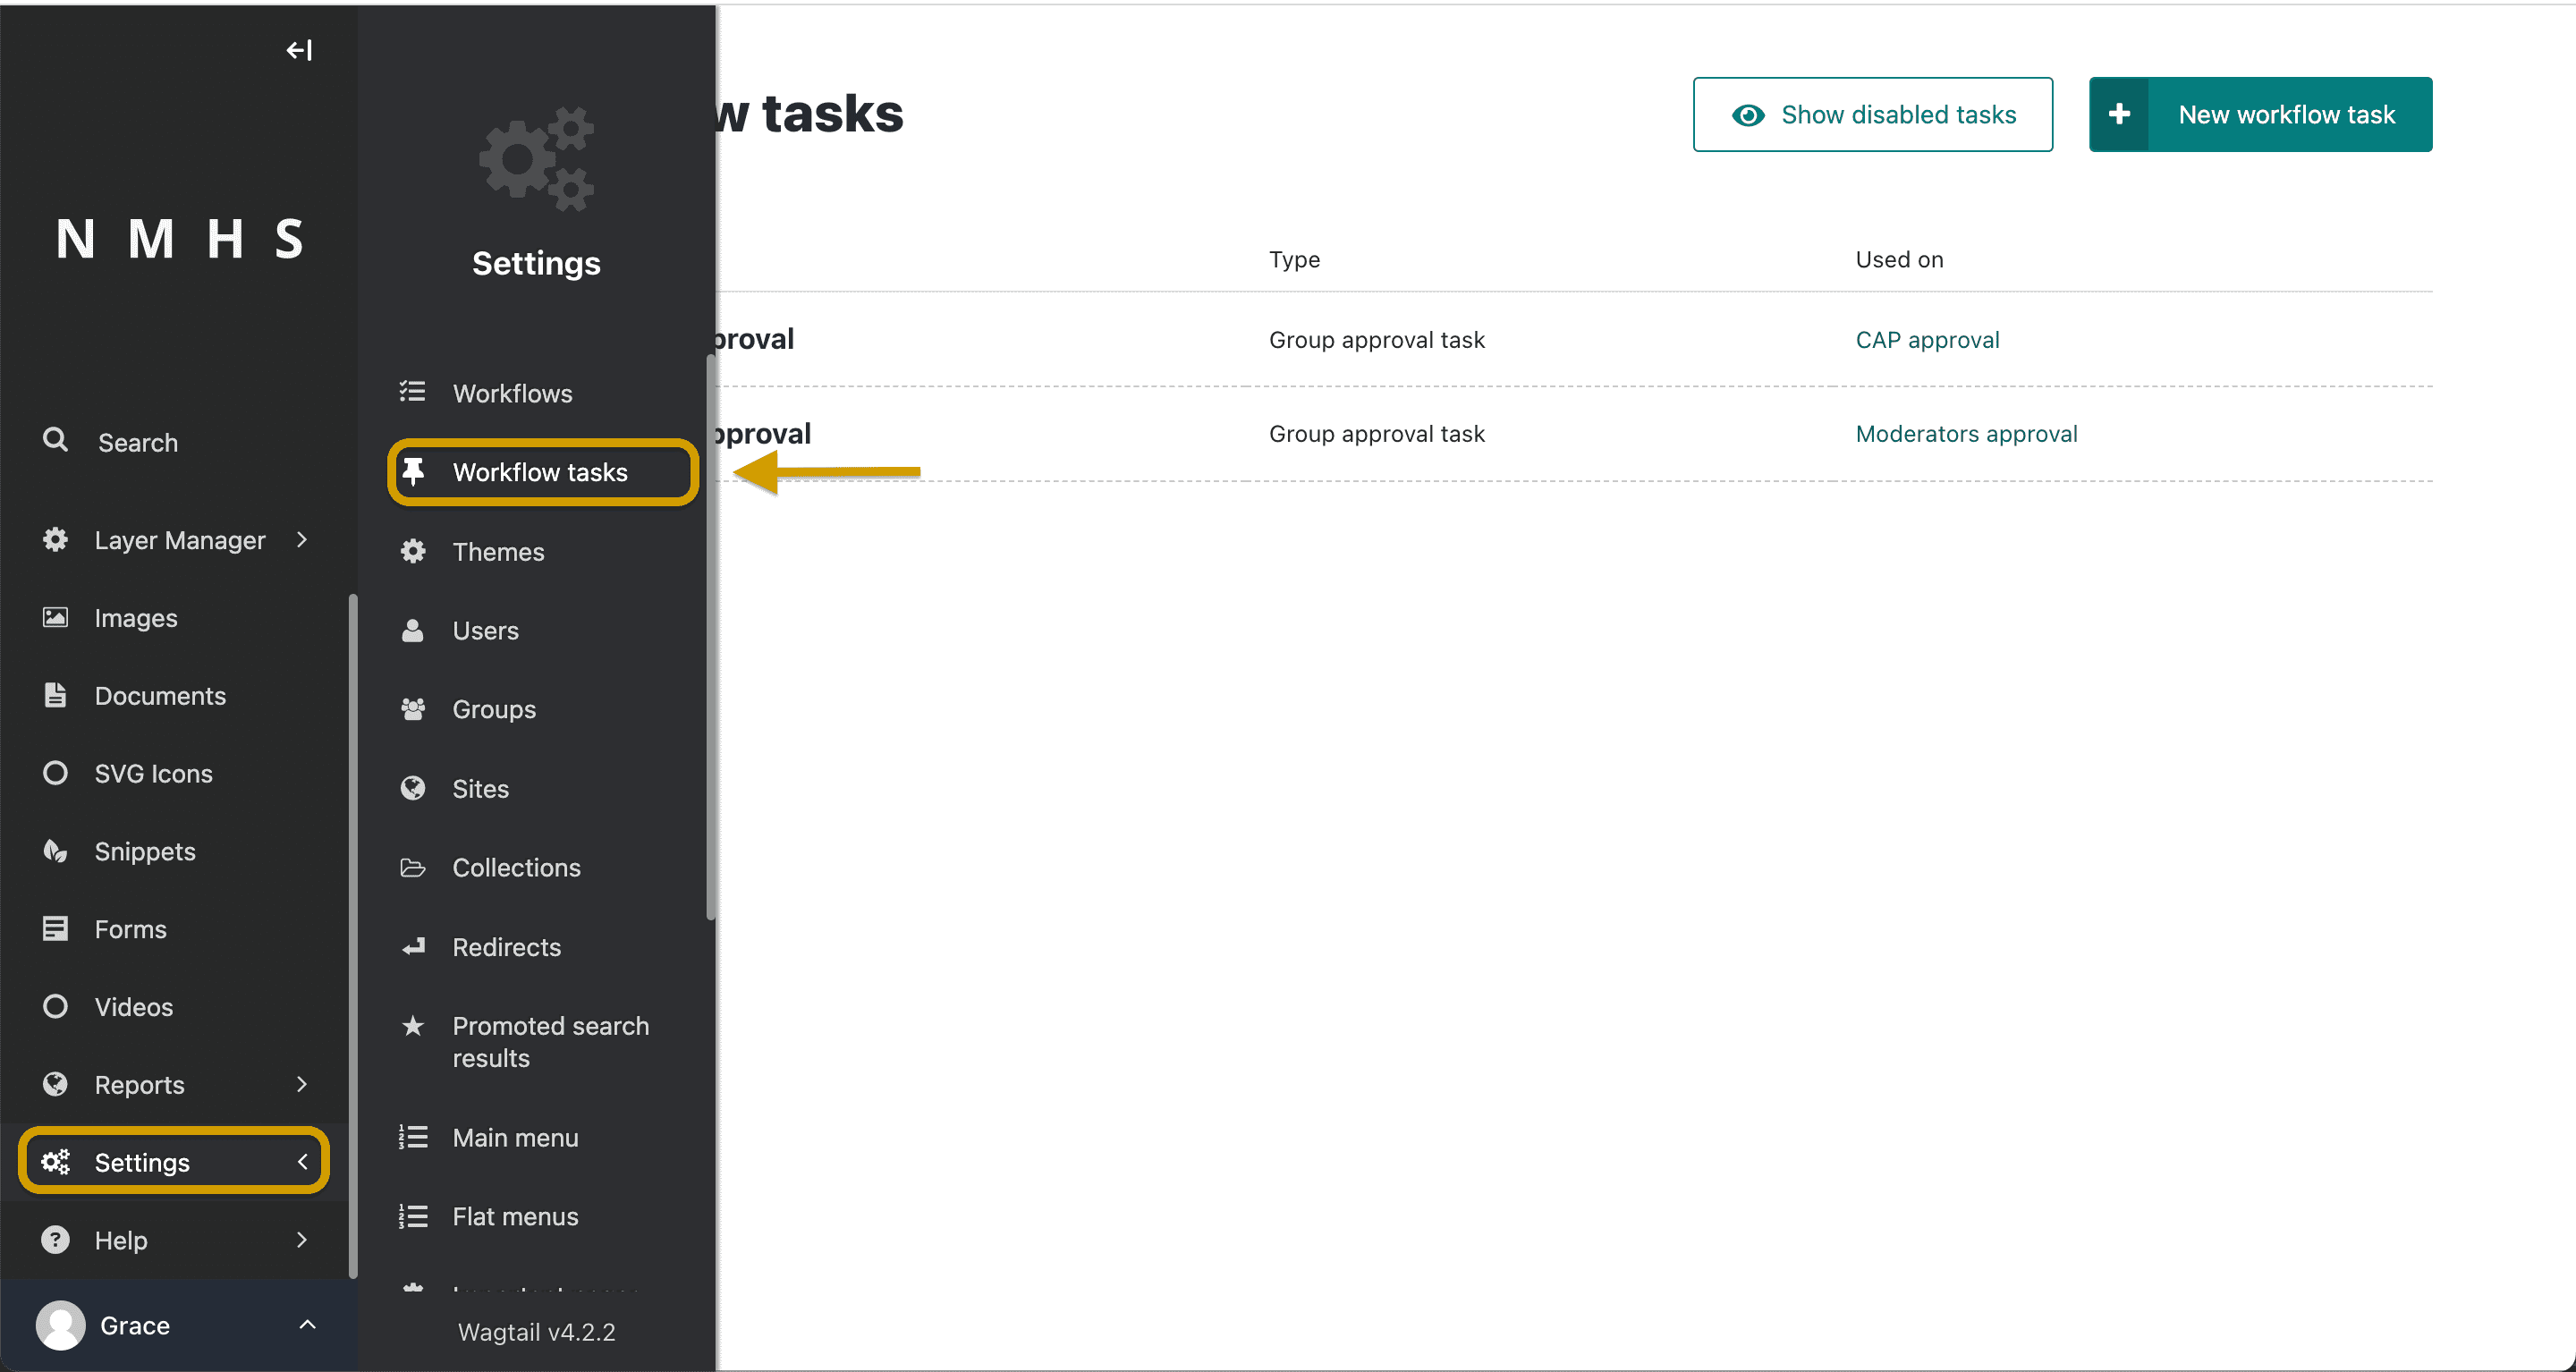 N M H S
Search
Layer Manager
Images
Documents
SVG Icons
Snippets
Forms
Videos
Reports
Settings
Help
Grace
Settings
Workflows
Workflow tasks
Themes
Users
Groups
Sites
Collections
Redirects
Promoted search
results
Main menu
Flat menus
Wagtail v4.2.2
w tasks
Show disabled tasks
New workflow task
Type
Used on
proval
Group approval task
CAP approval
pproval
Group approval task
Moderators approval